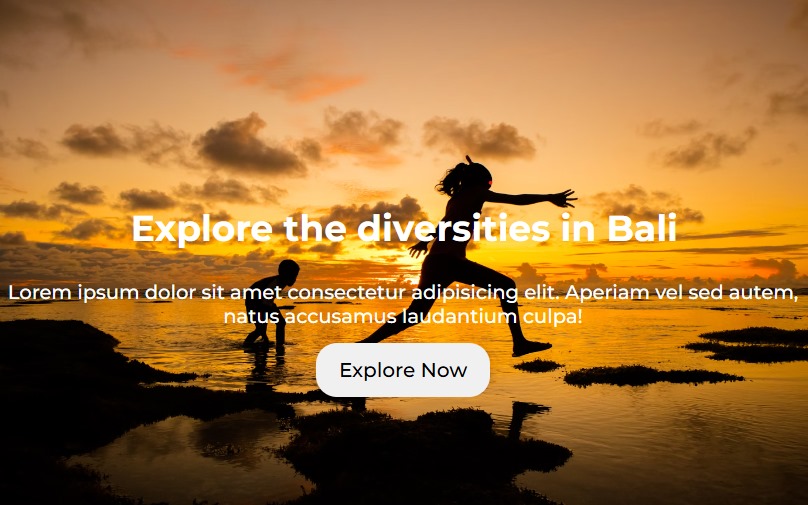 Explore the diversities in Bali
Lorem ipsum dolor sit amet consectetur adipisicing elit. Aperiam vel sed autem,
natus accusamus laudantium culpa!
Explore Now